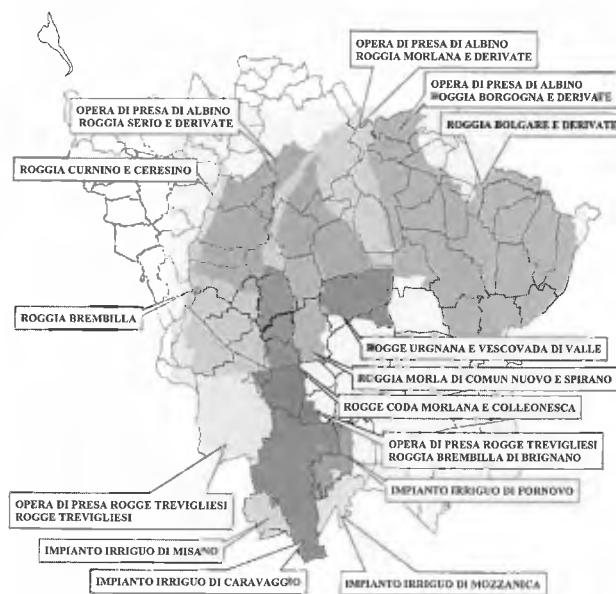 OPERA DI PRESA DI ALBINO
ROGGIA MORLANA E DERIVATE
OPERA DI PRESA DI ALBINO
ROGGIA BORGOGNA E DERIVATE
OPERA DI PRESA DI ALBINO
ROGGIA SERIO E DERIVATE
ROGGIA BOLGARE E DERIVATE
ROGGIA CURNINO E CERESINO
ROGGIA BREMBILLA
ROGGE URGNANA E VESCOVADA DI VALLE
ROGGIA MORLA DI COMUN NUOVO E SPIRANO
ROGGE CODA MORLANA E COLLEONESCA
OPERA DI PRESA ROGGE TREVIGLIESI
ROGGIA BREMBILLA DI BRIGNANO
OPERA DI PRESA ROGGE TREVIGLIESI
ROGGE TREVIGLIESI
IMPIANTO IRRIGUO DI FORNOVO
IMPIANTO IRRIGUO DI MISANO
IMPIANTO IRRIGUO DI CARAVAGGIO
IMPIANTO IRRIGUO DI MOZZANICA